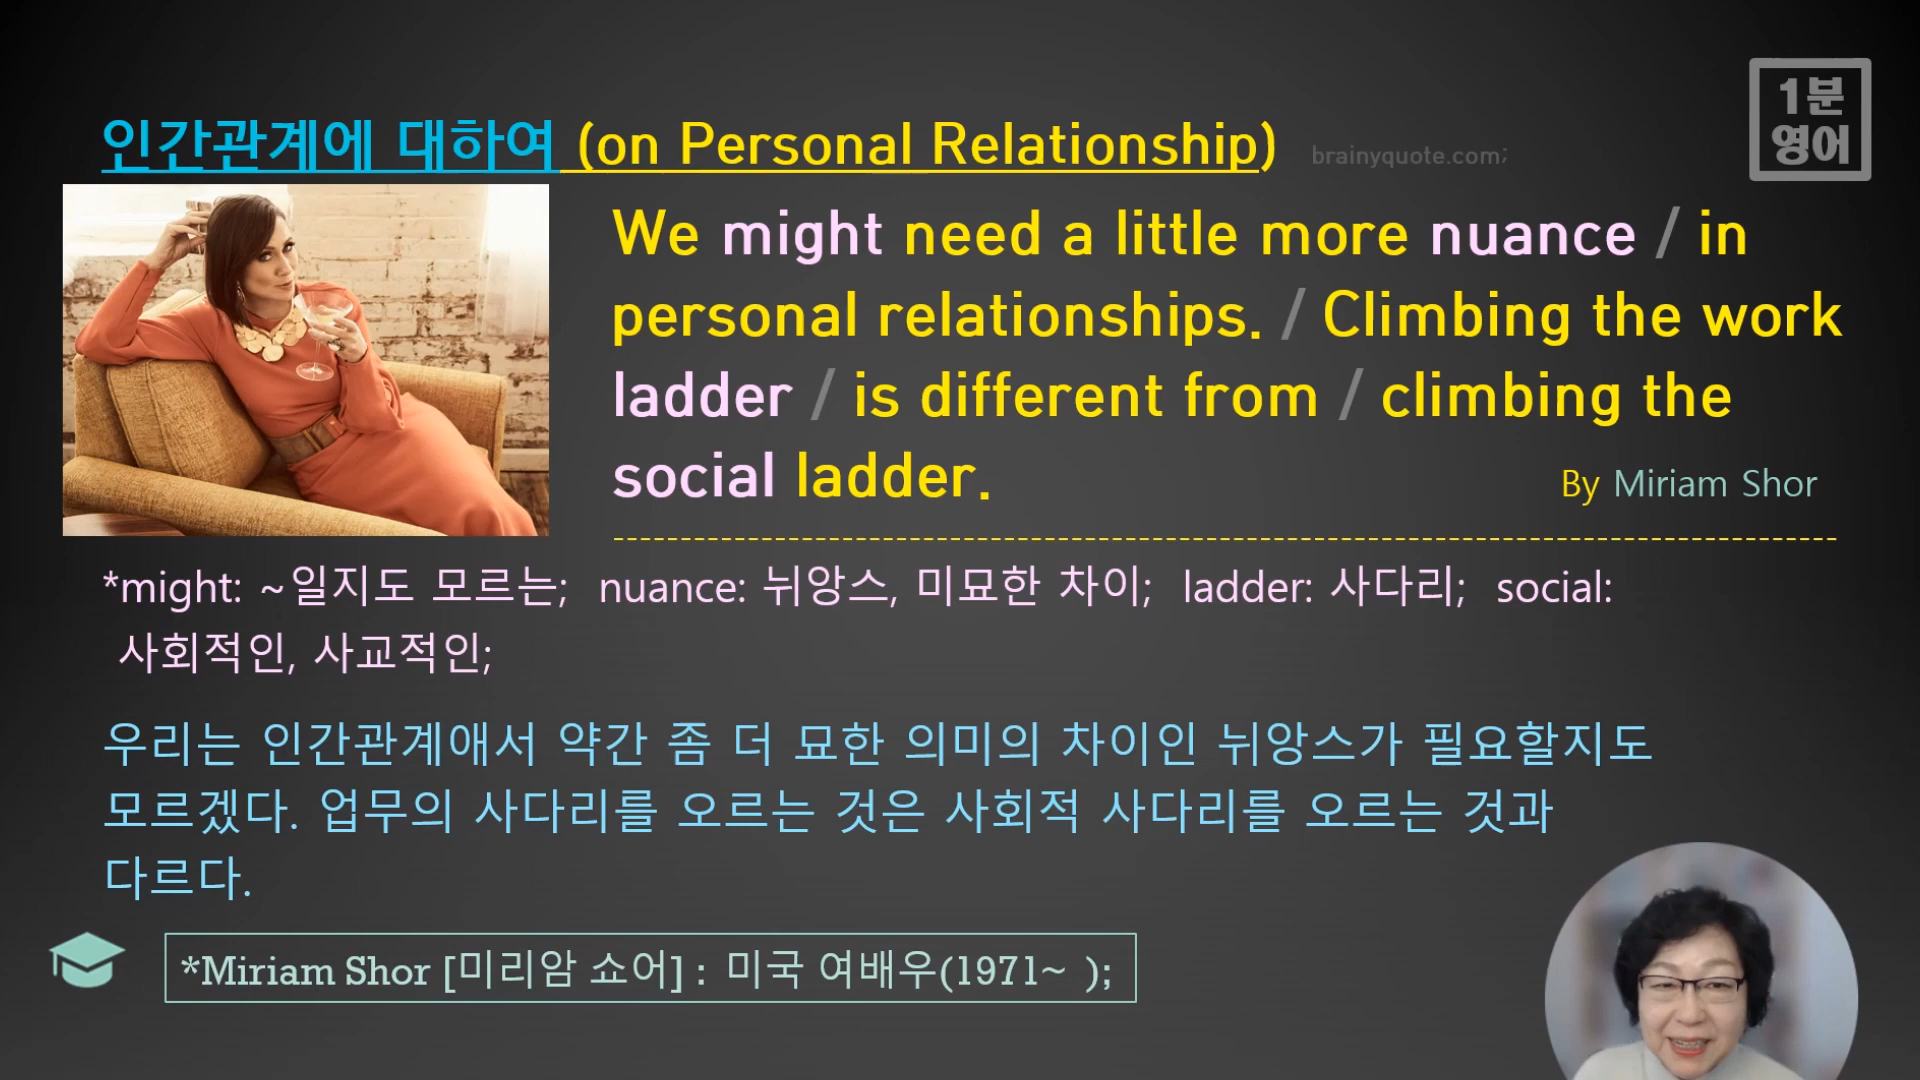 1분
영어
인간관계에 대하여 (on Personal Relationship) brainyquote.com;
We might need a little more nuance / in
personal relationships. / Climbing the work
ladder / is different from / climbing the
social ladder.
By Miriam Shor
*might: ~일지도 모르는; nuance: 뉘앙스, 미묘한 차이; ladder: 사다리; social:
사회적인, 사교적인;
우리는 인간관계애서 약간 좀 더 묘한 의미의 차이인 뉘앙스가 필요할지도
모르겠다. 업무의 사다리를 오르는 것은 사회적 사다리를 오르는 것과
다르다.
*Miriam Shor [미리암 쇼어] : 미국 여배우(1971~ );